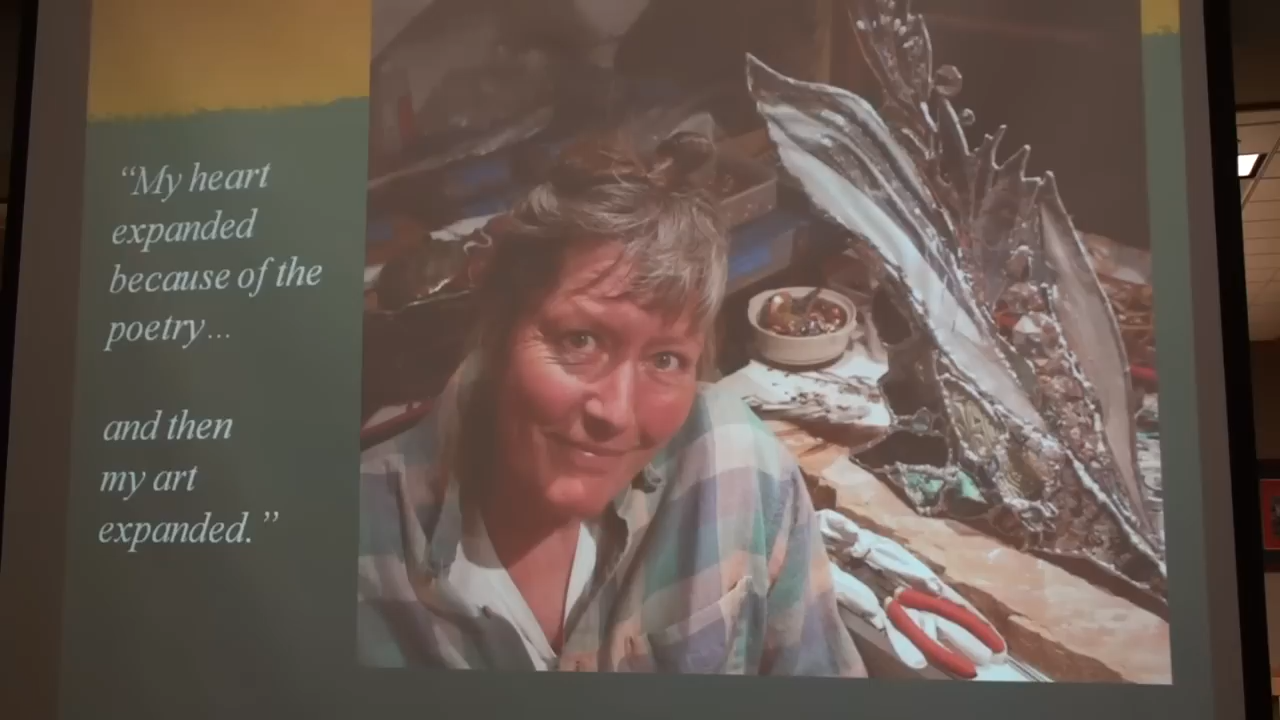 “My heart
expanded
because of the
poetry...
and then
my art
expanded.”